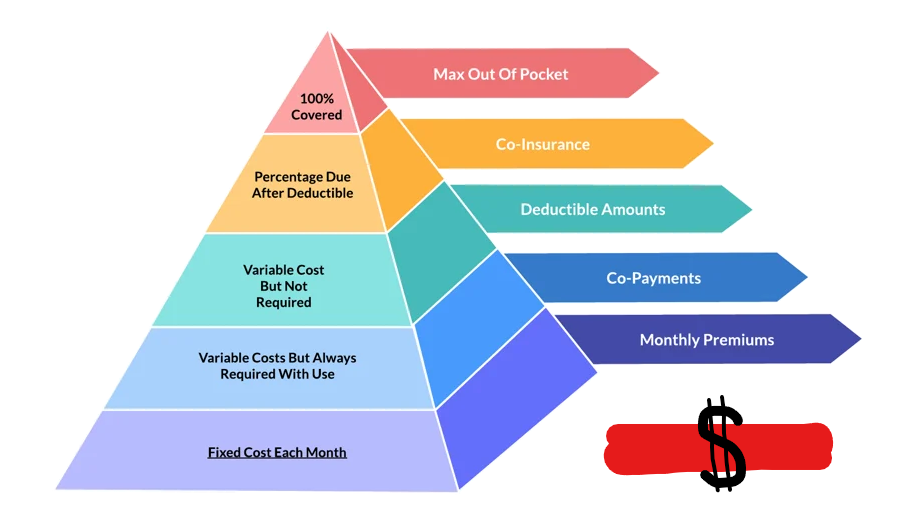 100%
Covered
Max Out Of Pocket
Percentage Due
After Deductible
Co-Insurance
Variable Cost
But Not
Required
Deductible Amounts
Variable Costs But Always
Required With Use
Co-Payments
Fixed Cost Each Month
Monthly Premiums
$